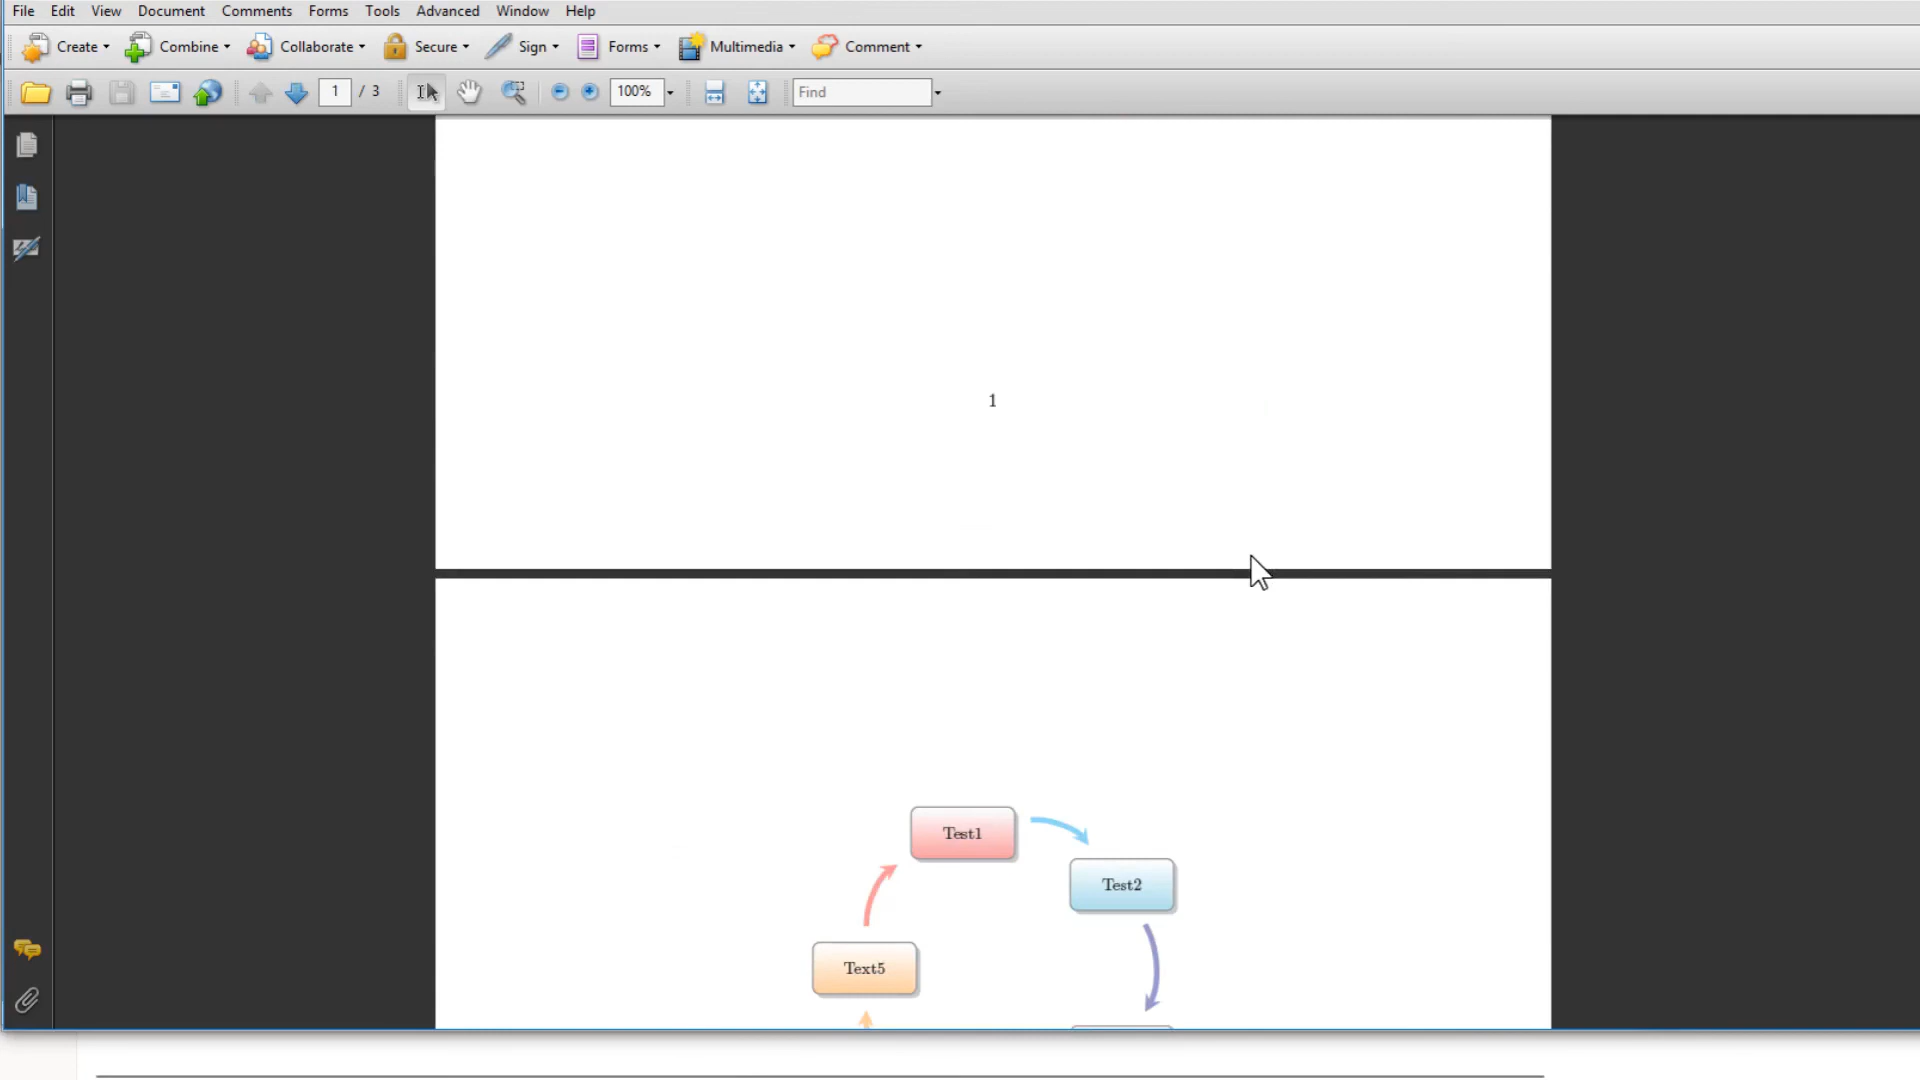 File Edit View Document Comments Forms Tools Advanced Window Help
Create Combine Collaborate Secure Sign Forms Multimedia Comment
1 / 3 100% Find
1
Test1
Test2
Text5